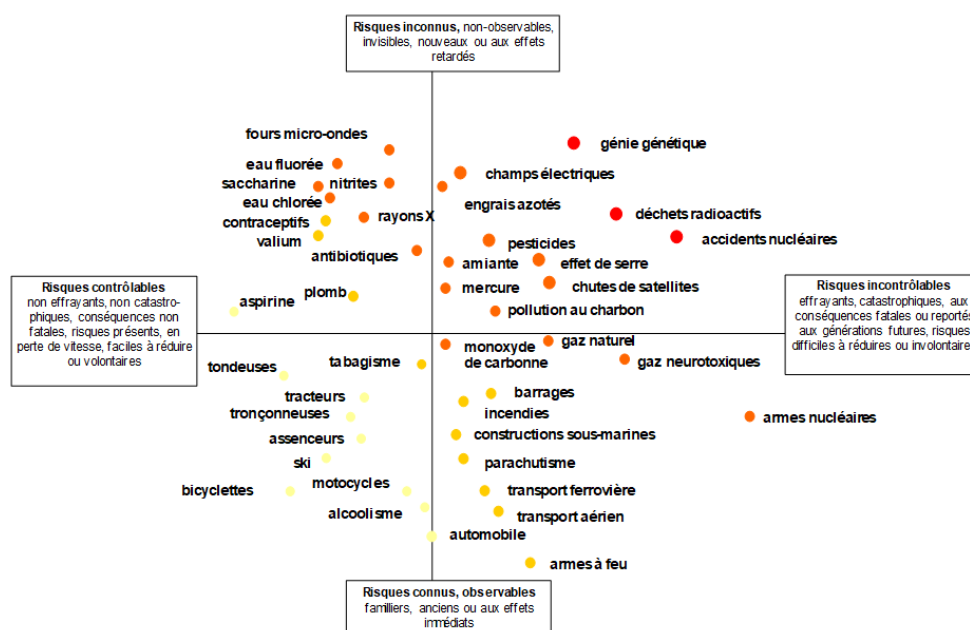 Risques inconnus, non-observables,
invisibles, nouveaux ou aux effets
retardés
fours micro-ondes
génie génétique
eau fluorée
champs électriques
saccharine
nitrites
eau chlorée
engrais azotés
contraceptifs
rayons X
déchets radioactifs
valium
pesticides
accidents nucléaires
antibiotiques
amiante
effet de serre
Risques contrôlables
non effrayants, non catastro-
phiques, conséquences non
fatales, risques présents, en
perte de vitesse, faciles à réduire
ou volontaires
aspirine
plomb
mercure
chutes de satellites
pollution au charbon
Risques incontrôlables
effrayants, catastrophiques, aux
conséquences fatales ou reportés
aux générations futures, risques
difficiles à réduires ou involontaire
monoxyde
de carbonne
gaz naturel
gaz neurotoxiques
tondeuses
tabagisme
tracteurs
barrages
tronçonneuses
incendies
armes nucléaires
assenceurs
constructions sous-marines
ski
parachutisme
bicyclettes
motocycles
transport ferrovière
alcoolisme
transport aérien
automobile
armes à feu
Risques connus, observables
familliers, anciens ou aux effets
immédiats